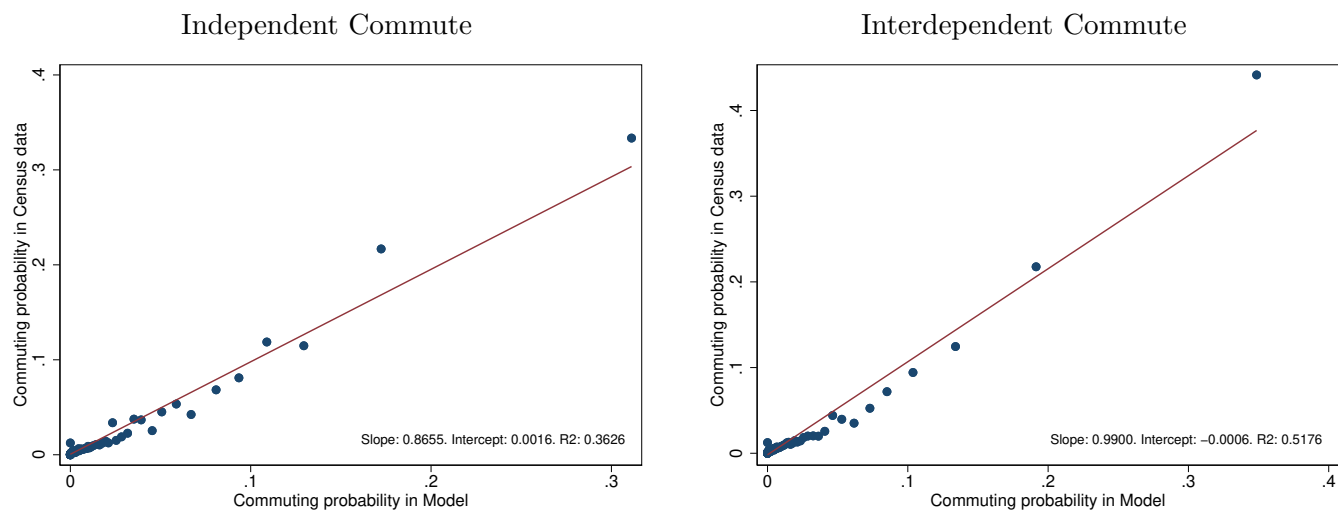 Independent Commute
Commuting probability in Census data
.4
.3
.2
.1
0
Slope: 0.8655. Intercept: 0.0016. R2: 0.3626
0
.1
.2
.3
Commuting probability in Model
Interdependent Commute
Commuting probability in Census data
.4
.3
.2
.1
0
Slope: 0.9900. Intercept: −0.0006. R2: 0.5176
0
.1
.2
.3
.4
Commuting probability in Model